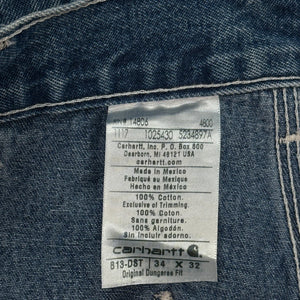 14806 4800
1117 1025430 5234897A
Carhartt, Inc. P.O. Box 600
Dearborn, MI 48121 USA
carhartt.com
Made in Mexico
Fabriqué au Mexique
Hecho en México
100% Cotton.
Exclusive of Trimming.
100% Coton.
Sans garniture.
100% Algodón.
Sin incluir adorno.
carhartt
B13-DST 34 X 32
Original Dungaree Fit